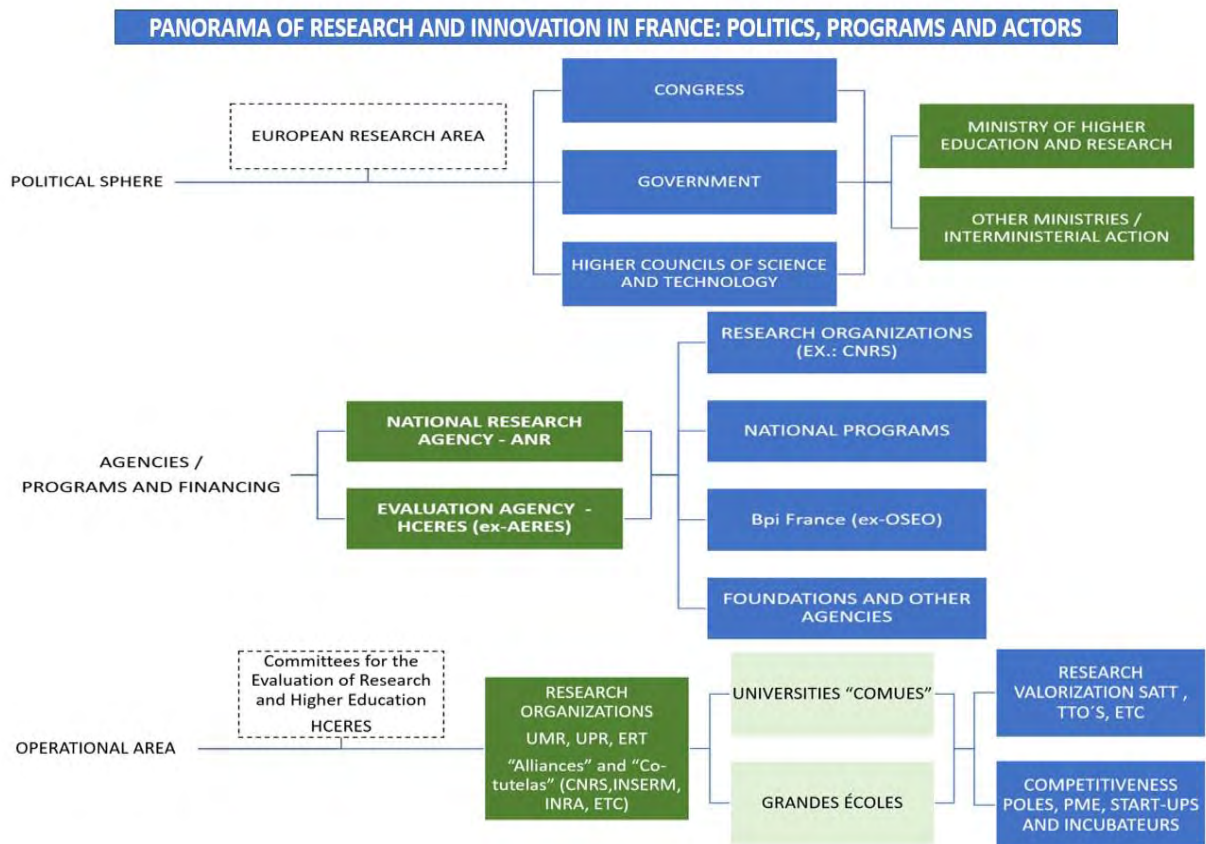 PANORAMA OF RESEARCH AND INNOVATION IN FRANCE: POLITICS, PROGRAMS AND ACTORS
POLITICAL SPHERE
EUROPEAN RESEARCH AREA
CONGRESS
GOVERNMENT
HIGHER COUNCILS OF SCIENCE
AND TECHNOLOGY
MINISTRY OF HIGHER
EDUCATION AND RESEARCH
OTHER MINISTRIES /
INTERMINISTERIAL ACTION
AGENCIES /
PROGRAMS AND FINANCING
NATIONAL RESEARCH
AGENCY - ANR
EVALUATION AGENCY -
HCERES (ex-AERES)
RESEARCH ORGANIZATIONS
(EX.: CNRS)
NATIONAL PROGRAMS
Bpi France (ex-OSEO)
FOUNDATIONS AND OTHER
AGENCIES
OPERATIONAL AREA
Committees for the
Evaluation of Research
and Higher Education
HCERES
RESEARCH
ORGANIZATIONS
UMR, UPR, ERT
“Alliances” and “Co-
tutelas” (CNRS,INSERM,
INRA, ETC)
UNIVERSITIES “COMUES”
GRANDES ÉCOLES
RESEARCH
VALORIZATION SATT ,
TTO´S, ETC
COMPETITIVENESS
POLES, PME, START-UPS
AND INCUBATEURS